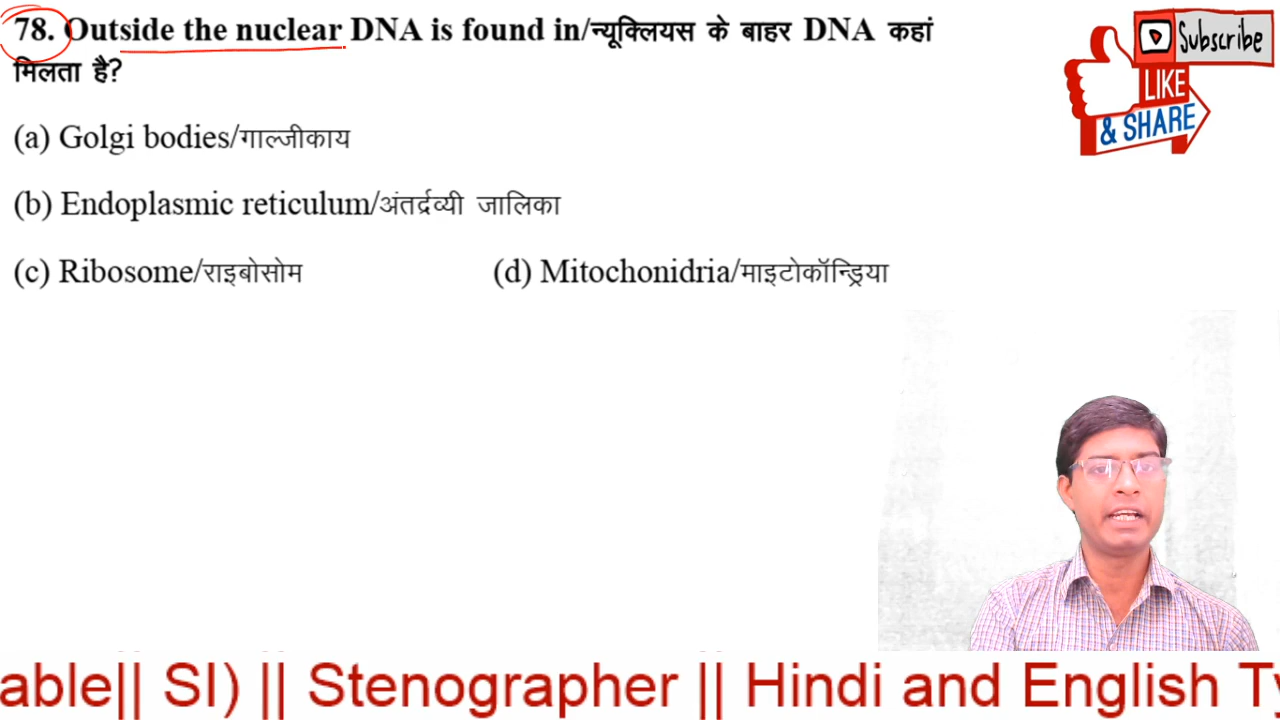 78. Outside the nuclear DNA is found in/न्यूक्लियस के बाहर DNA कहां
मिलता है?
Subscribe
LIKE
& SHARE
(a) Golgi bodies/गाल्जीकाय
(b) Endoplasmic reticulum/अंतर्द्रव्यी जालिका
(c) Ribosome/राइबोसोम (d) Mitochonidria/माइटोकॉन्ड्रिया
able|| SI) || Stenographer || Hindi and English Ty